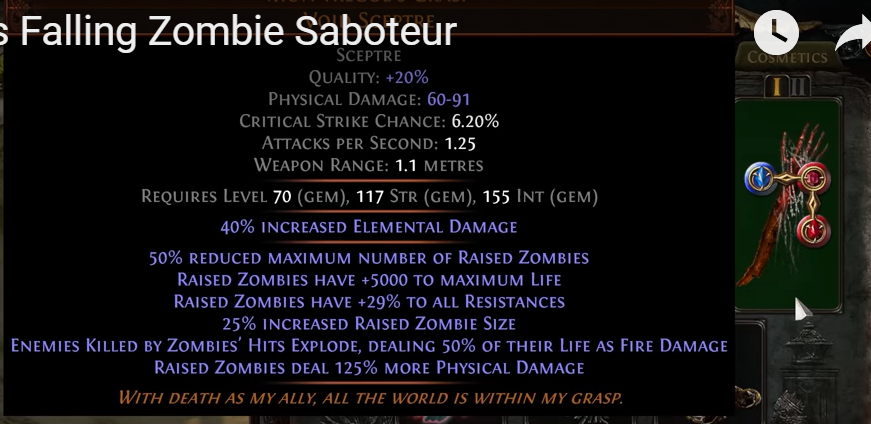 s Falling Zombie Saboteur
Void Sceptre
Sceptre
Quality: +20%
Physical Damage: 60-91
Critical Strike Chance: 6.20%
Attacks per Second: 1.25
Weapon Range: 1.1 metres
Requires Level 70 (gem), 117 Str (gem), 155 Int (gem)
40% increased Elemental Damage
50% reduced maximum number of Raised Zombies
Raised Zombies have +5000 to maximum Life
Raised Zombies have +29% to all Resistances
25% increased Raised Zombie Size
Enemies Killed by Zombies' Hits Explode, dealing 50% of their Life as Fire Damage
Raised Zombies deal 125% more Physical Damage
With death as my ally, all the world is within my grasp.
Cosmetics
I II